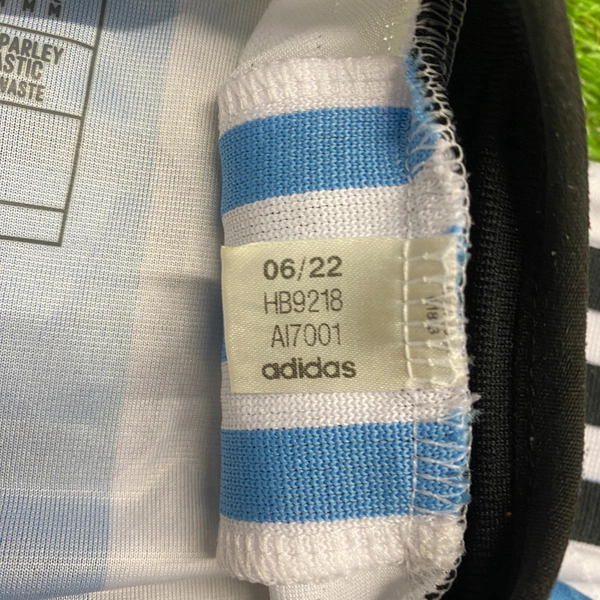 PARLEY
ASTIC
WASTE
06/22
HB9218
AI7001
adidas